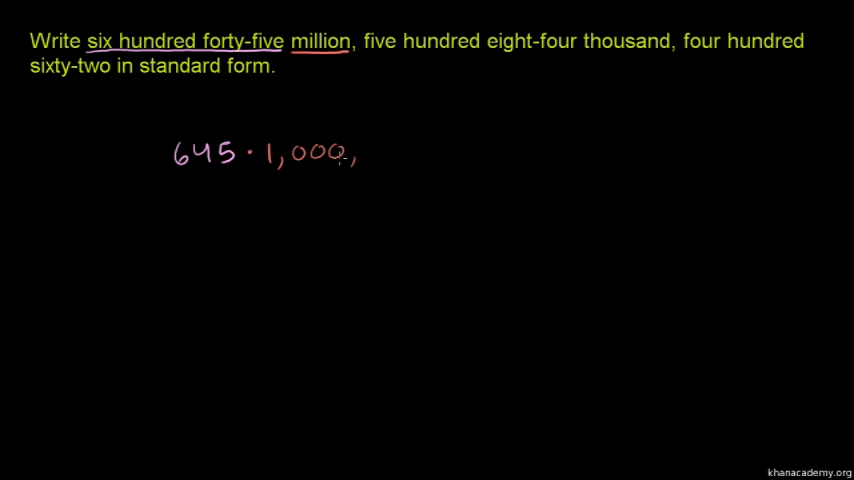 Write six hundred forty-five million, five hundred eight-four thousand, four hundred
sixty-two in standard form.
645 · 1,000,
khanacademy.org